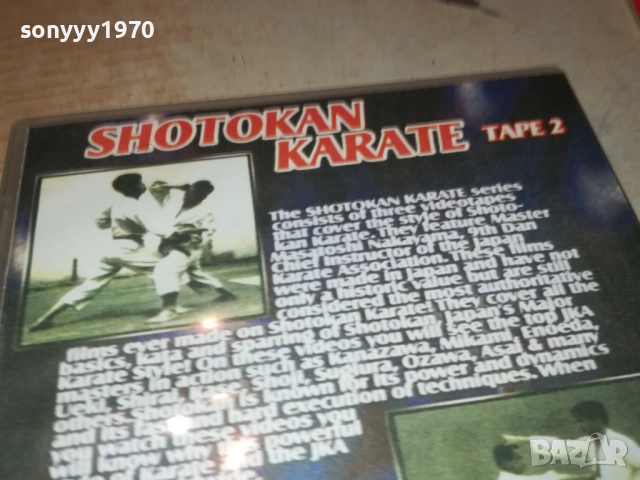 sonyyy1970
SHOTOKAN
KARATE TAPE 2
The SHOTOKAN KARATE series
consists of three videotapes
that cover the style of Shoto-
kan Karate. They feature Master
Masatoshi Nakayama, 9th Dan
Chief Instructor of the Japan
Karate Association. These films
were made in Japan and have not
only a historic value but are still
considered the most authoritative
films ever made on Shotokan Karate! They cover all the
basics, kata and sparring of Shotokan, Japan's Major
Karate Style! On these videos you will see the top JKA
masters in action such as Kanazawa, Mikami, Enoeda,
Ueki, Shirai, Shoji, Sugiura, Ozawa, Asai & many
others. Shotokan is known for its power and dynamics
and its fast and hard execution of techniques. When
you watch these videos you
will know why the powerful
of Karate and the JKA
BAZAR
.bg